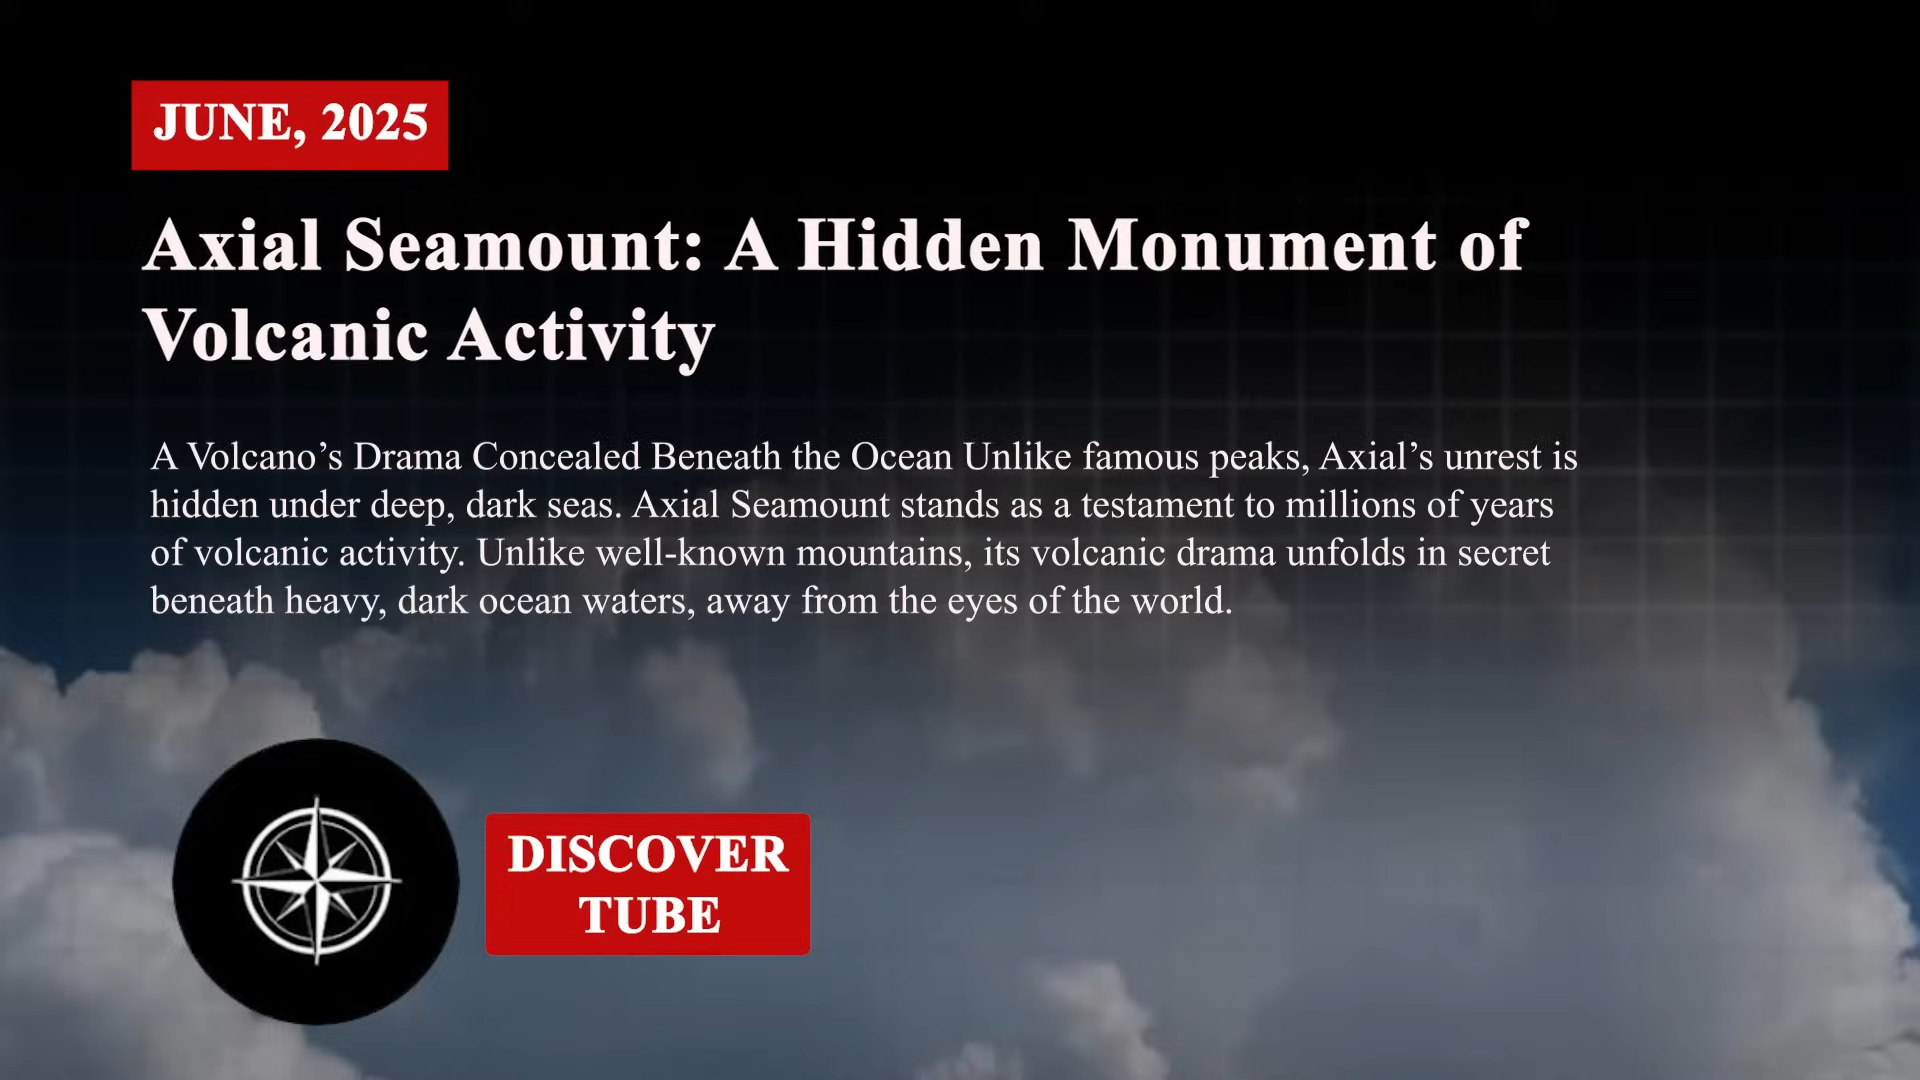 JUNE, 2025
Axial Seamount: A Hidden Monument of
Volcanic Activity
A Volcano’s Drama Concealed Beneath the Ocean Unlike famous peaks, Axial’s unrest is
hidden under deep, dark seas. Axial Seamount stands as a testament to millions of years
of volcanic activity. Unlike well-known mountains, its volcanic drama unfolds in secret
beneath heavy, dark ocean waters, away from the eyes of the world.
DISCOVER
TUBE